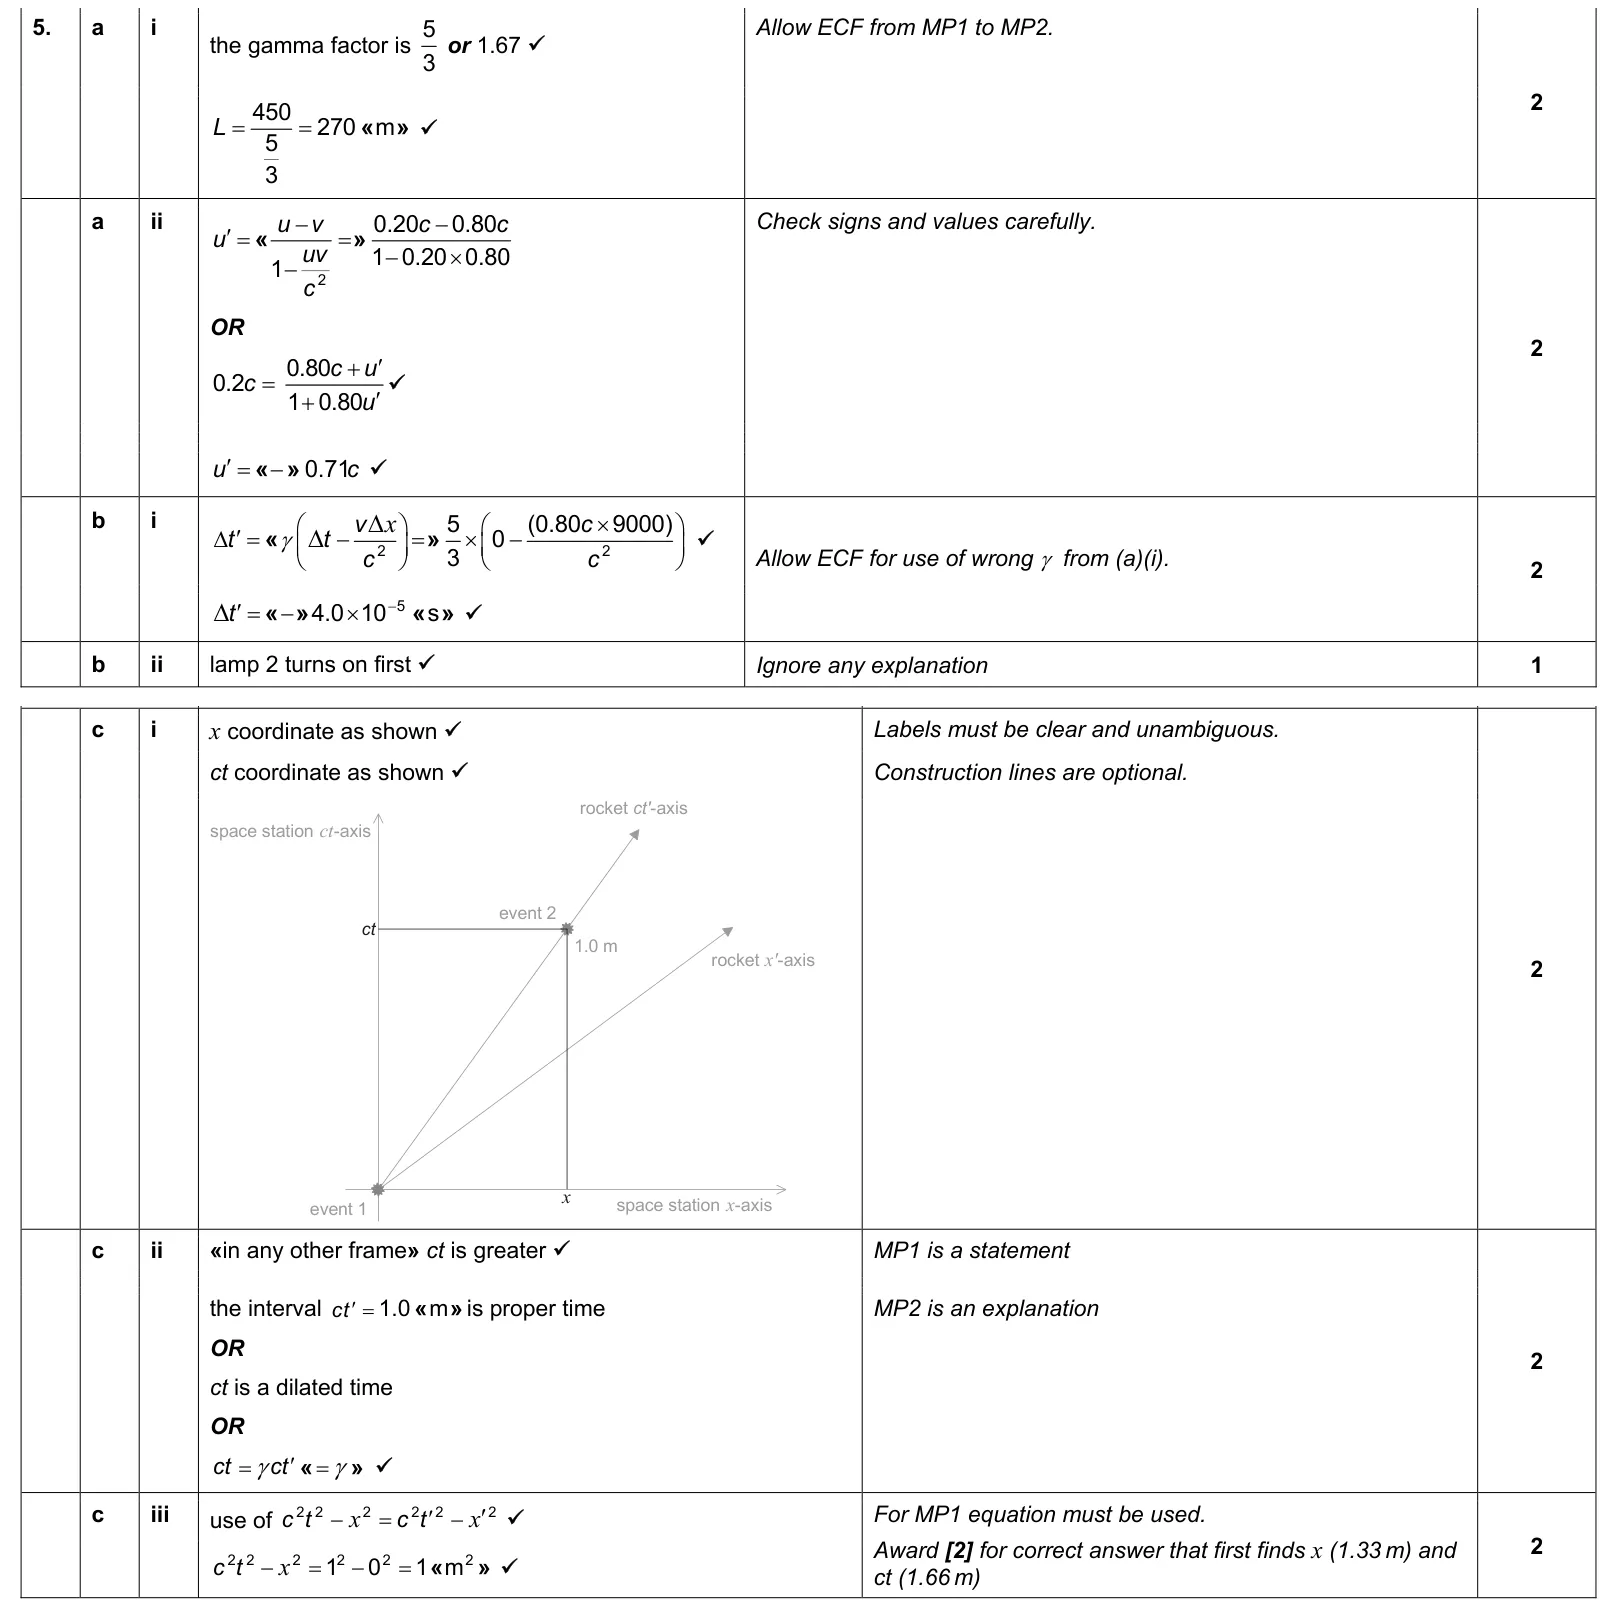 5. a i the gamma factor is 5/3 or 1.67 ✓ Allow ECF from MP1 to MP2.
L = 450/(5/3) = 270 «m» ✓ 2
a ii u′ = « (u − v)/(1 − uv/c²) =» (0.20c − 0.80c)/(1 − 0.20 × 0.80) Check signs and values carefully.
OR
0.2c = (0.80c + u′)/(1 + 0.80u′) ✓ 2
u′ = «−» 0.71c ✓
b i Δt′ = « γ(Δt − vΔx/c²) =» 5/3 × (0 − (0.80c × 9000)/c²) ✓
Allow ECF for use of wrong γ from (a)(i). 2
Δt′ = «−» 4.0 × 10⁻⁵ «s» ✓
b ii lamp 2 turns on first ✓ Ignore any explanation 1
c i x coordinate as shown ✓ Labels must be clear and unambiguous.
ct coordinate as shown ✓ Construction lines are optional.
rocket ct′-axis
space station ct-axis
event 2
ct
1.0 m
rocket x′-axis
2
x
event 1
space station x-axis
c ii «in any other frame» ct is greater ✓ MP1 is a statement
the interval ct′ = 1.0 «m» is proper time MP2 is an explanation
OR
ct is a dilated time 2
OR
ct = γct′ «= γ» ✓
c iii use of c²t² − x² = c²t′² − x′² ✓ For MP1 equation must be used.
c²t² − x² = 1² − 0² = 1 «m²» ✓ Award [2] for correct answer that first finds x (1.33 m) and 2
ct (1.66 m)